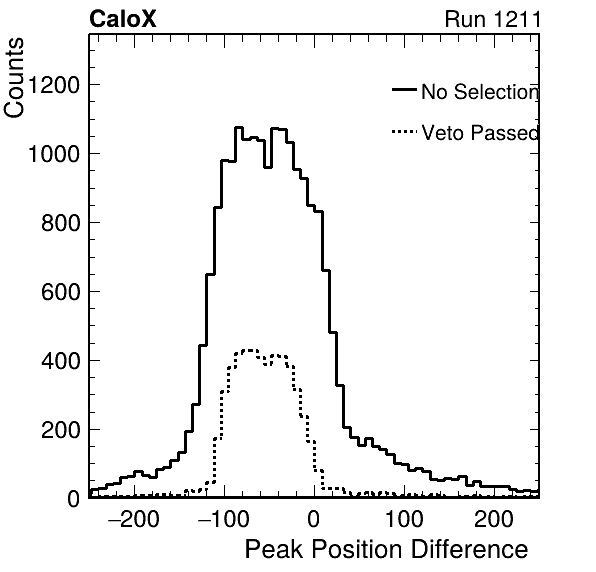 CaloX Run 1211
Counts
1200
1000
800
600
400
200
0
No Selection
Veto Passed
−200 −100 0 100 200
Peak Position Difference